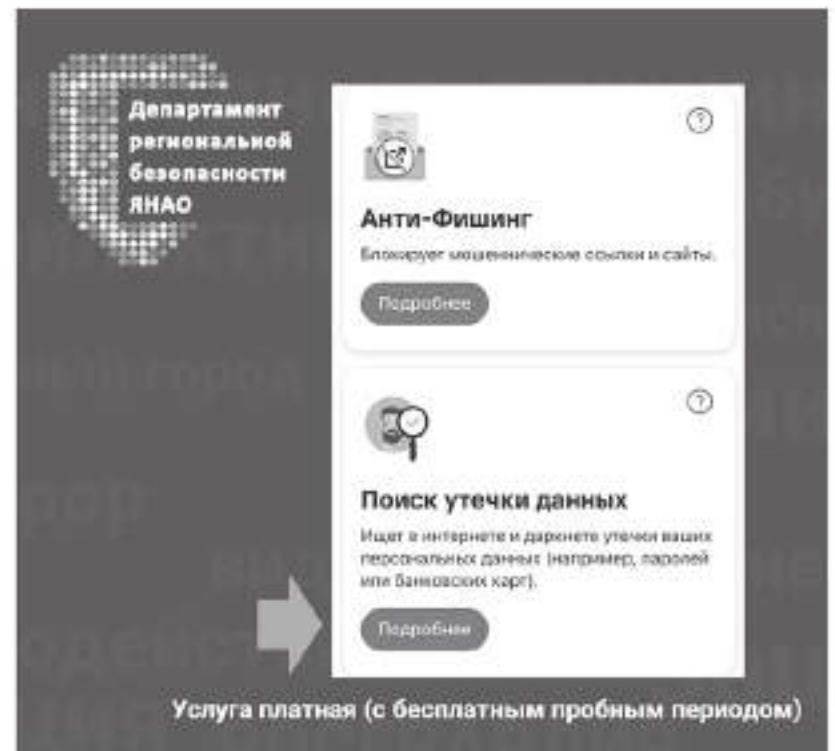 Департамент
региональной
безопасности
ЯНАО
Анти-Фишинг
Блокирует мошеннические ссылки и сайты.
Подробнее
Поиск утечки данных
Ищет в интернете и даркнете утечки ваших
персональных данных (например, паролей
или банковских карт).
Подробнее
Услуга платная (с бесплатным пробным периодом)